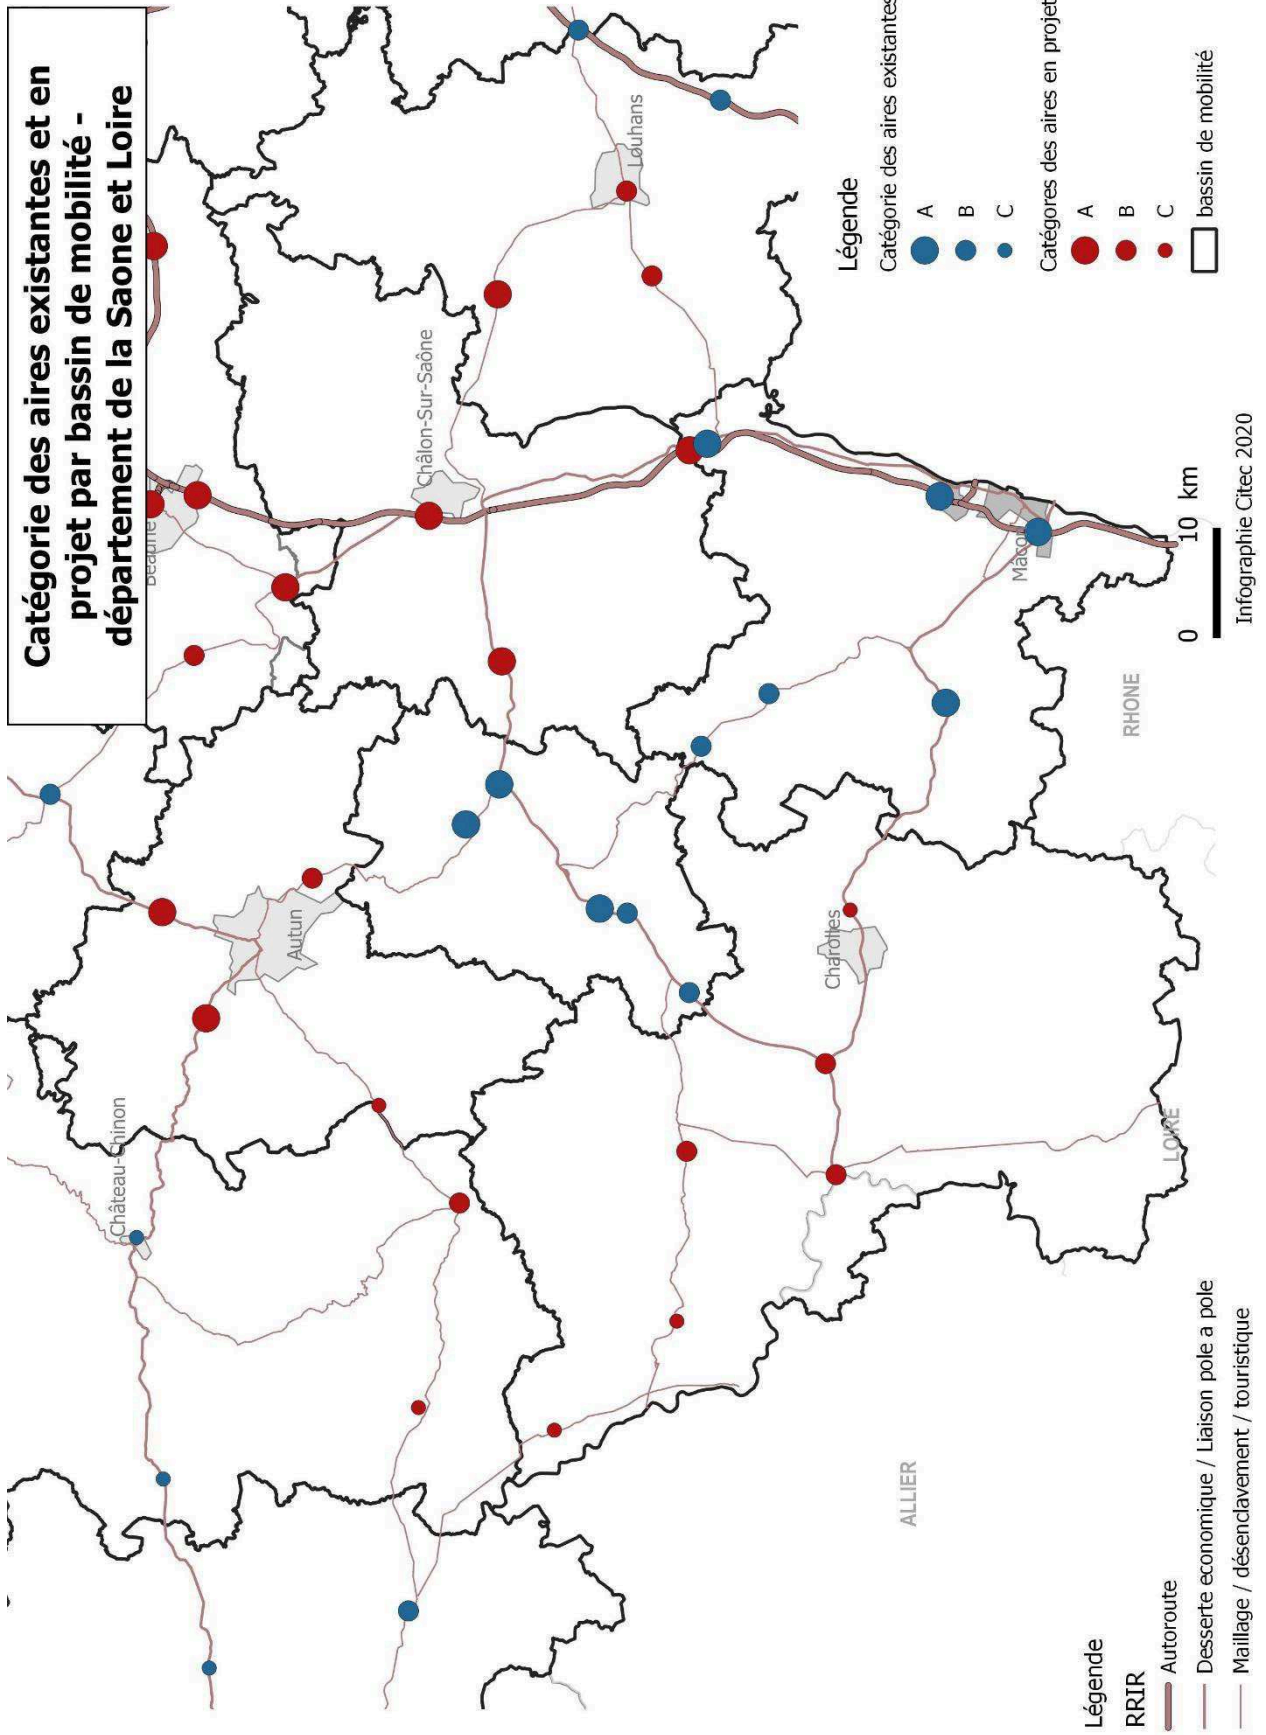 Catégorie des aires existantes et en
projet par bassin de mobilité -
département de la Saone et Loire
Château-Chinon
Autun
Beaune
Châlon-Sur-Saône
Louhans
Charolles
Mâcon
ALLIER
LOIRE
RHONE
Légende
RRIR
Autoroute
Desserte economique / Liaison pole a pole
Maillage / désenclavement / touristique
0 10 km
Infographie Citec 2020
Légende
Catégorie des aires existantes
A
B
C
Catégores des aires en projet
A
B
C
bassin de mobilité